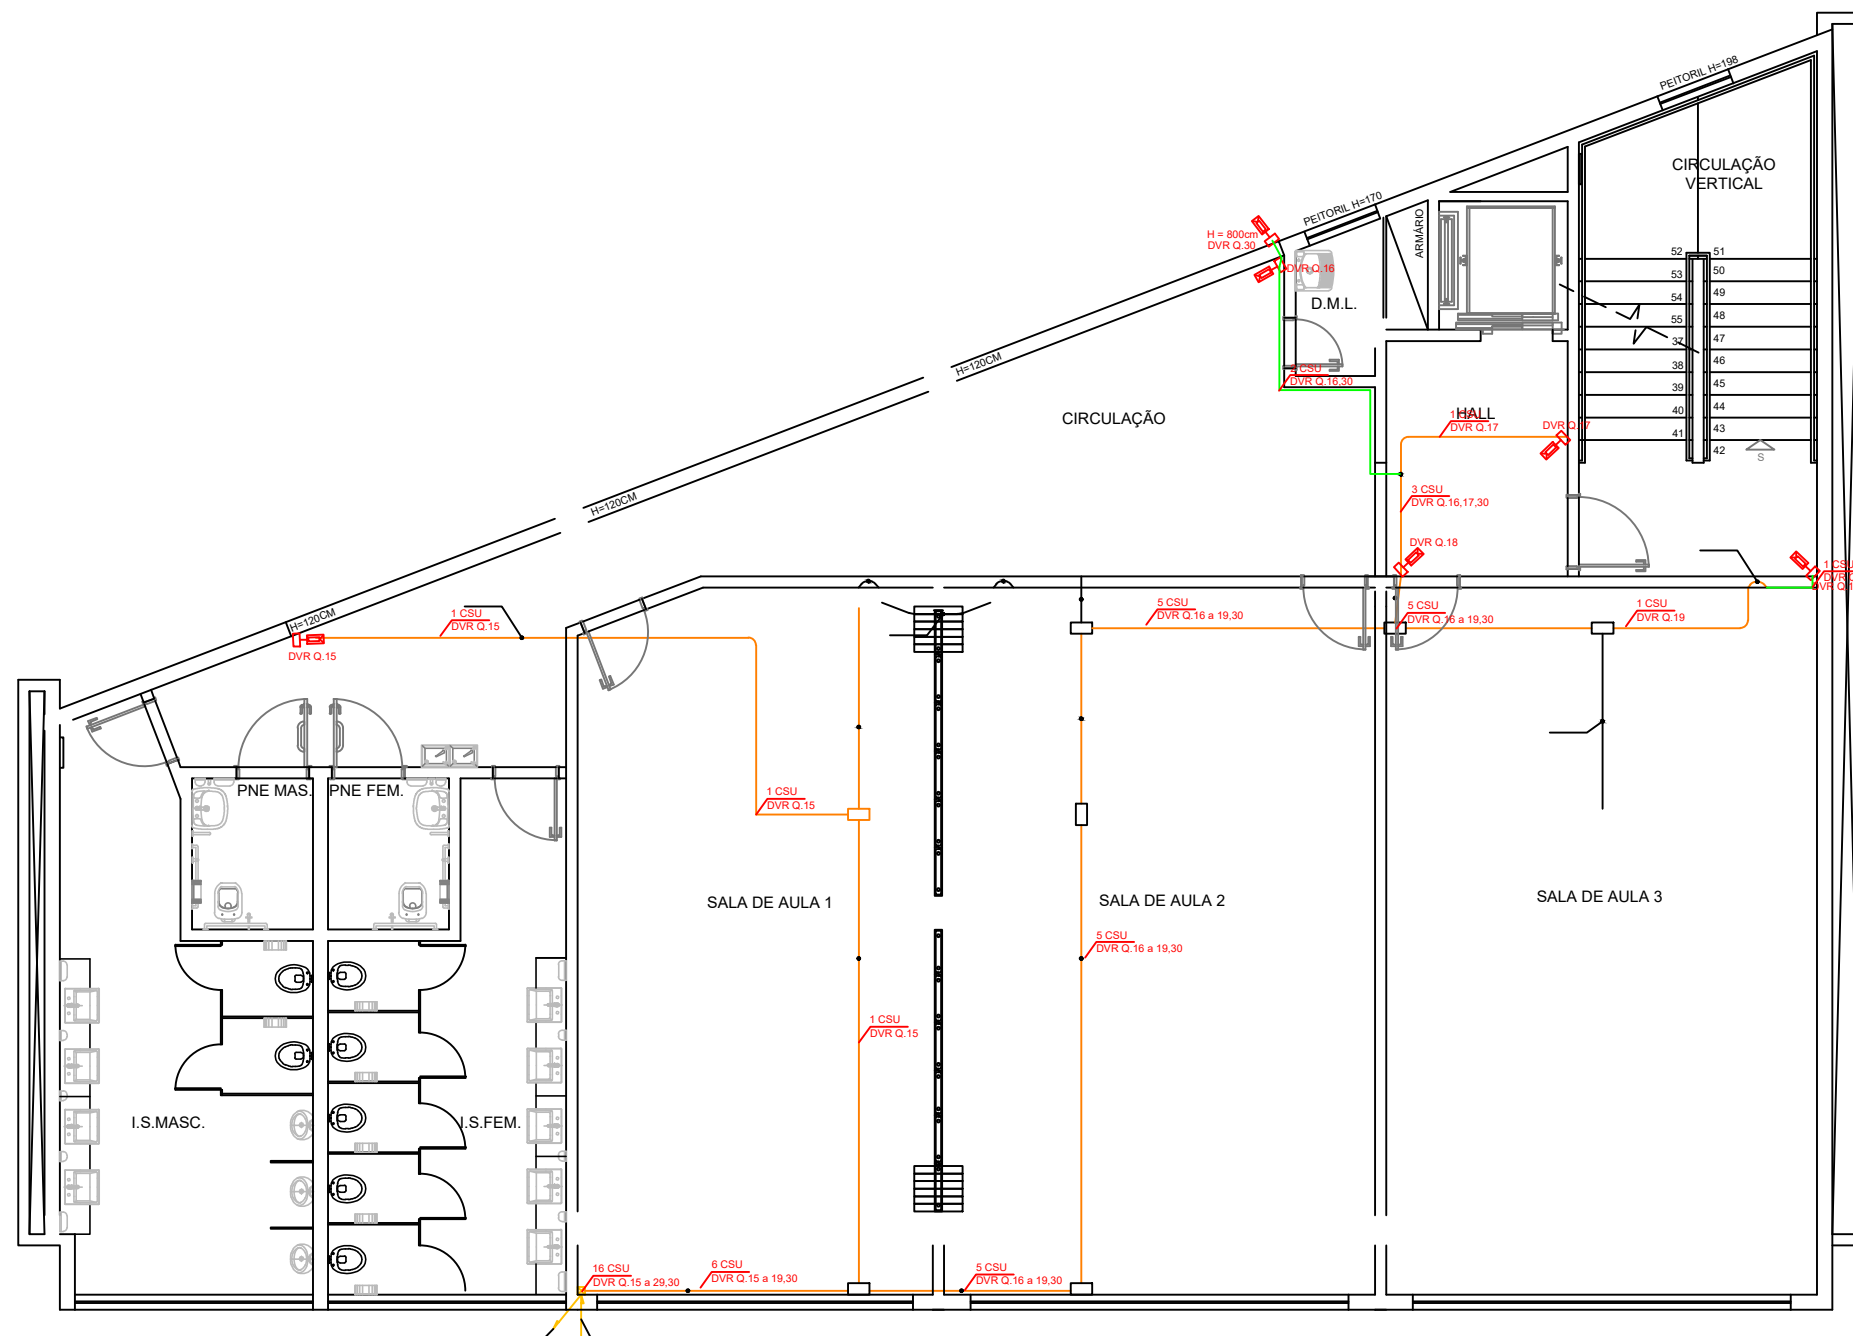 PEITORIL H=198
CIRCULAÇÃO
VERTICAL
PEITORIL H=170
ARMÁRIO
H = 800cm
DVR Q.30
DVR Q.16
D.M.L.
52
51
53
50
54
49
55
48
37
47
38
46
39
45
40
44
41
43
42
S
H=120CM
CSU
DVR Q.16,30
CIRCULAÇÃO
HALL
DVR Q.17
DVR Q.17
H=120CM
3 CSU
DVR Q.16,17,30
DVR Q.18
1 CSU
H=120CM
1 CSU
DVR Q.15
DVR Q.15
5 CSU
DVR Q.16 a 19,30
5 CSU
DVR Q.16 a 19,30
1 CSU
DVR Q.19
PNE MAS.
PNE FEM.
1 CSU
DVR Q.15
SALA DE AULA 1
SALA DE AULA 2
SALA DE AULA 3
5 CSU
DVR Q.16 a 19,30
1 CSU
DVR Q.15
I.S.MASC.
I.S.FEM.
16 CSU
DVR Q.15 a 29,30
6 CSU
DVR Q.15 a 19,30
5 CSU
DVR Q.16 a 19,30